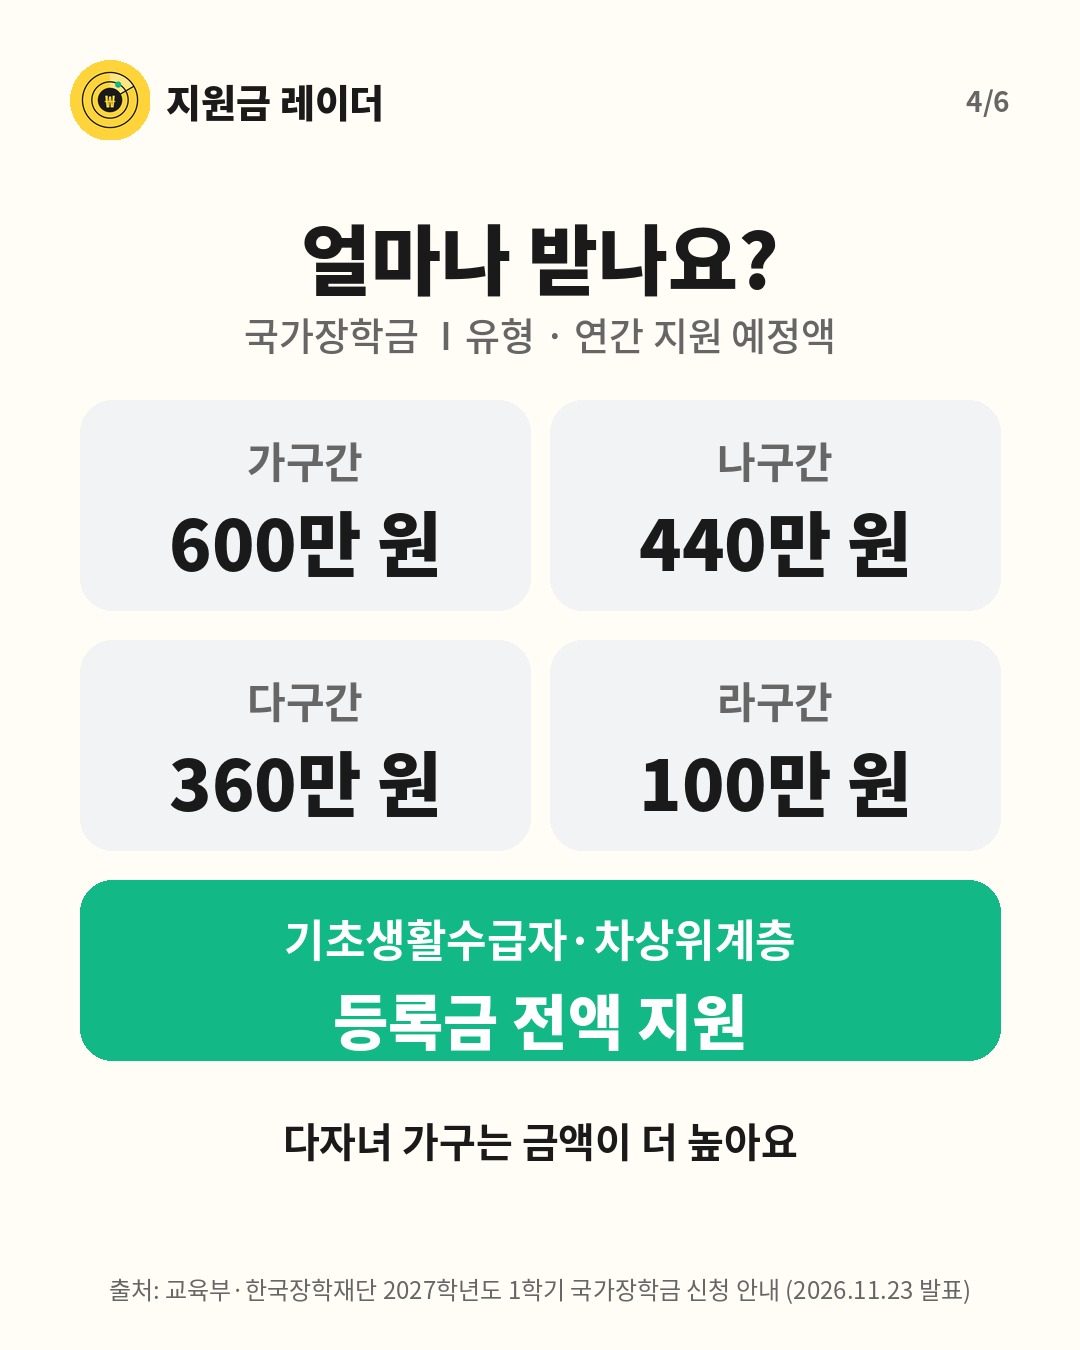 ₩
지원금 레이더
4/6
얼마나 받나요?
국가장학금 Ⅰ유형 · 연간 지원 예정액
가구간
600만 원
나구간
440만 원
다구간
360만 원
라구간
100만 원
기초생활수급자·차상위계층
등록금 전액 지원
다자녀 가구는 금액이 더 높아요
출처: 교육부·한국장학재단 2027학년도 1학기 국가장학금 신청 안내 (2026.11.23 발표)